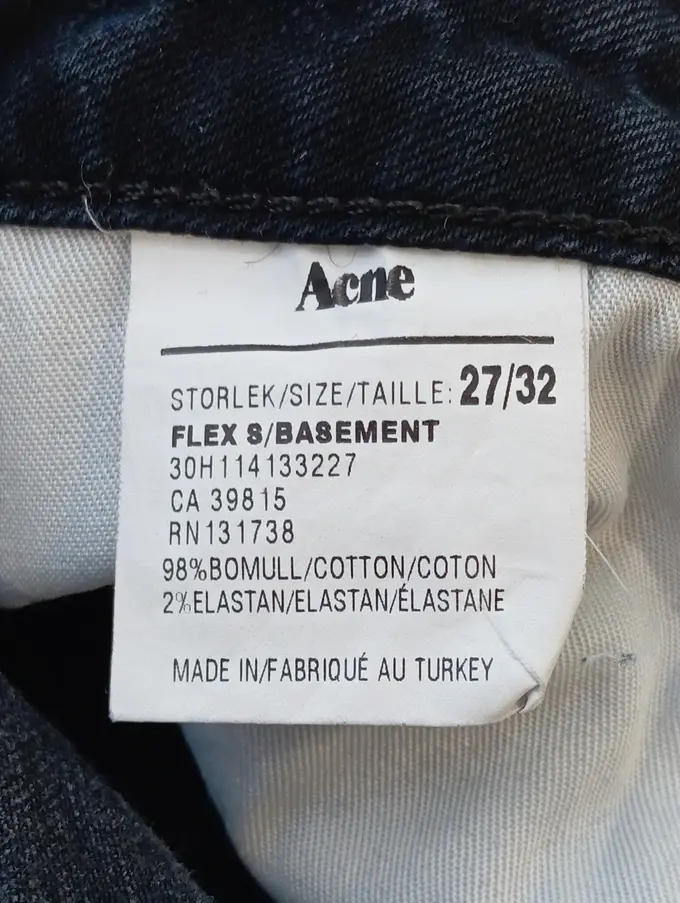 Acne
STORLEK/SIZE/TAILLE: 27/32
FLEX S/BASEMENT
30H114133227
CA 39815
RN131738
98%BOMULL/COTTON/COTON
2%ELASTAN/ELASTAN/ÉLASTANE
MADE IN/FABRIQUÉ AU TURKEY